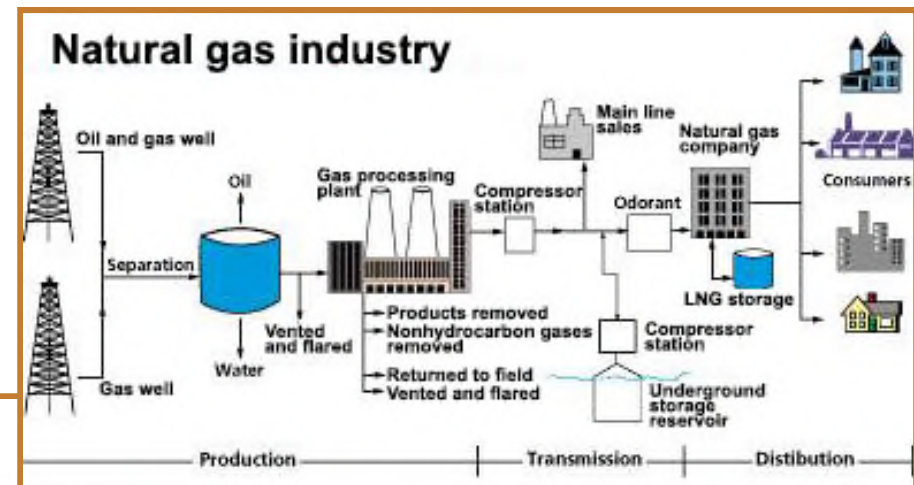 Natural gas industry
Oil and gas well
Oil
Separation
Water
Gas well
Vented
and flared
Gas processing
plant
Products removed
Nonhydrocarbon gases
removed
Returned to field
Vented and flared
Compressor
station
Main line
sales
Odorant
Natural gas
company
Consumers
LNG storage
Compressor
station
Underground
storage
reservoir
Production
Transmission
Distibution